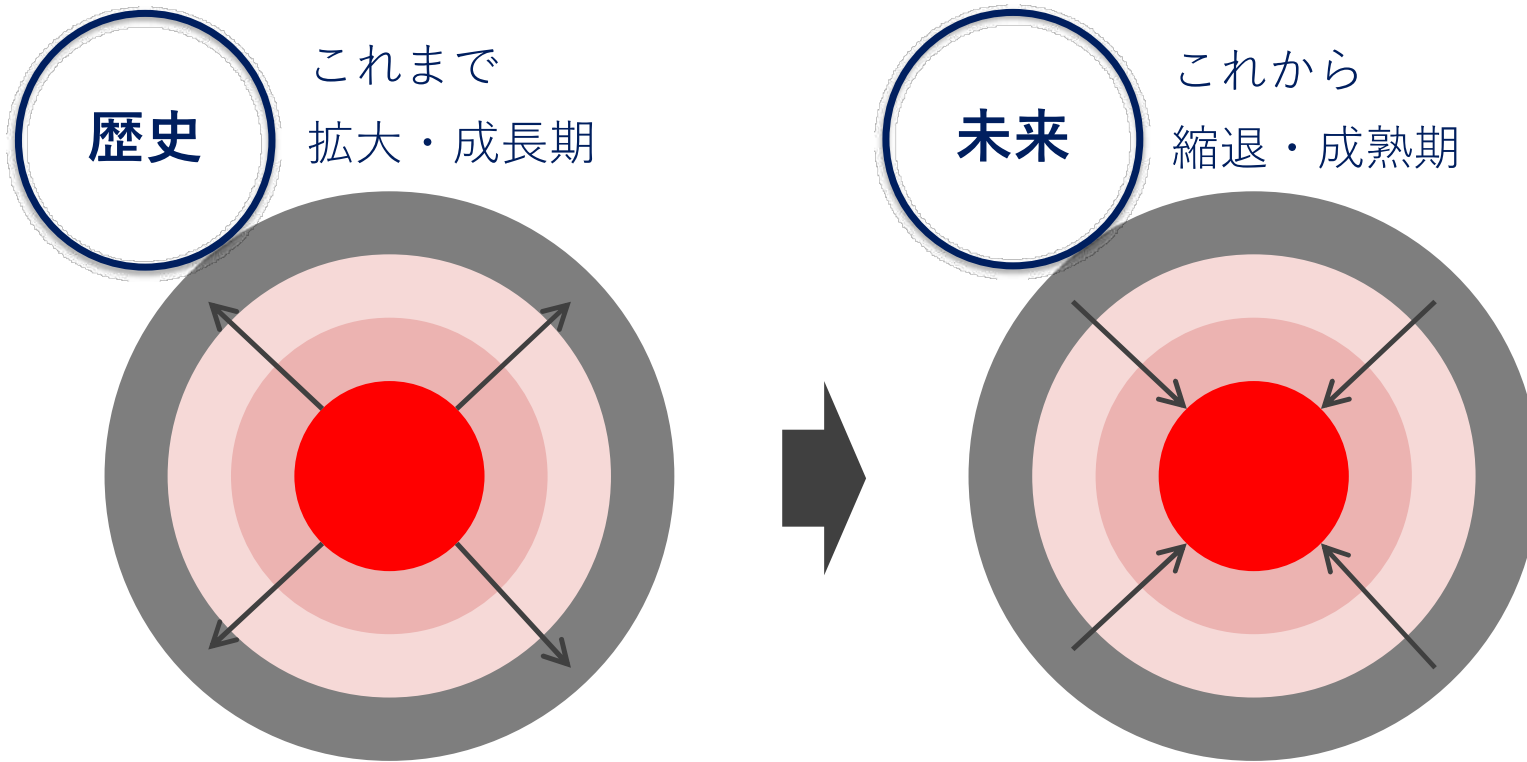 歴史
これまで
拡大・成長期
未来
これから
縮退・成熟期